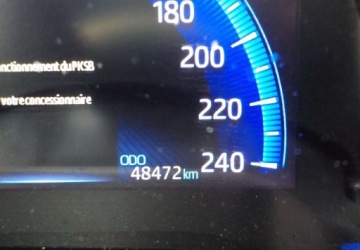 180
200
onctionnement du PKSB
votre concessionnaire
220
ODO
240
48472 km